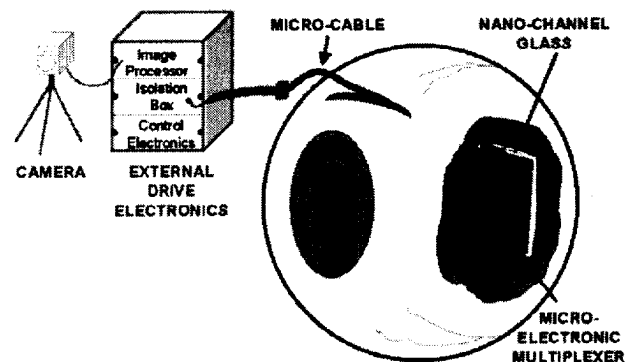 MICRO-CABLE
NANO-CHANNEL
GLASS
Image
Processor
Isolation
Box
Control
Electronics
CAMERA
EXTERNAL
DRIVE
ELECTRONICS
MICRO-
ELECTRONIC
MULTIPLEXER